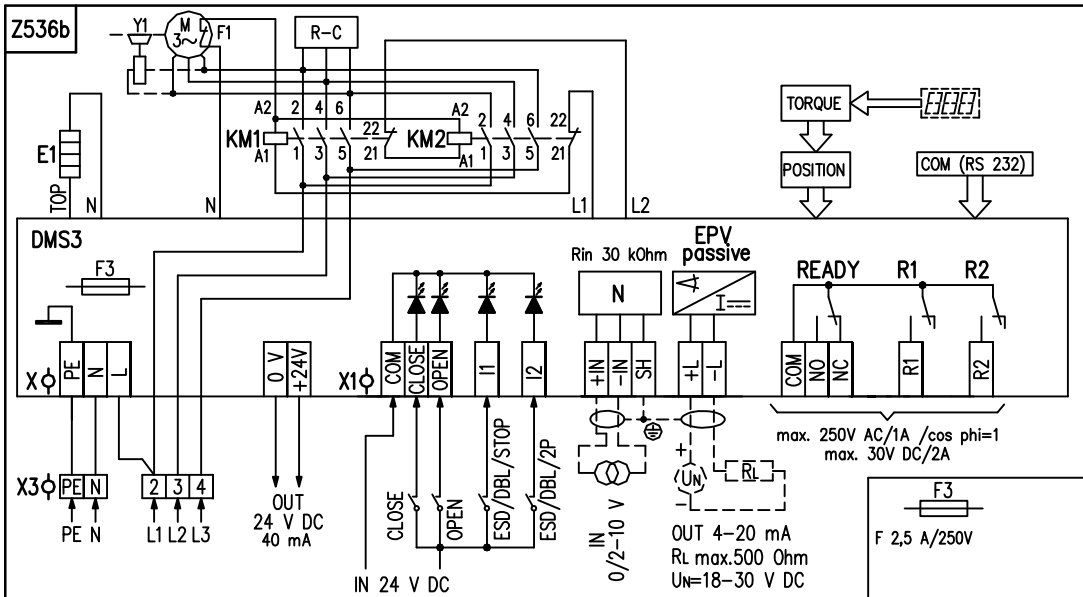 Z536b
Y1
M
3~
F1
R-C
A2 2 4 6
22
A2 2 4 6 22
KM1
KM2
A1 1 3 5 21
A1 1 3 5 21
E1
TOP
N
N
L1
L2
TORQUE
POSITION
COM (RS 232)
DMS3
F3
Rin 30 kOhm
N
EPV
passive
I
READY
R1
R2
X
PE
N
L
0 V
+24V
X1
COM
CLOSE
OPEN
I1
I2
+IN
-IN
SH
+L
-L
COM
NO
NC
R1
R2
max. 250V AC/1A /cos phi=1
max. 30V DC/2A
X3
PE N
2 3 4
PE N
L1 L2 L3
OUT
24 V DC
40 mA
CLOSE
OPEN
ESD/DBL/STOP
ESD/DBL/2P
IN 24 V DC
IN
0/2-10 V
+
UN
-
RL
OUT 4-20 mA
RL max.500 Ohm
UN=18-30 V DC
F3
F 2,5 A/250V